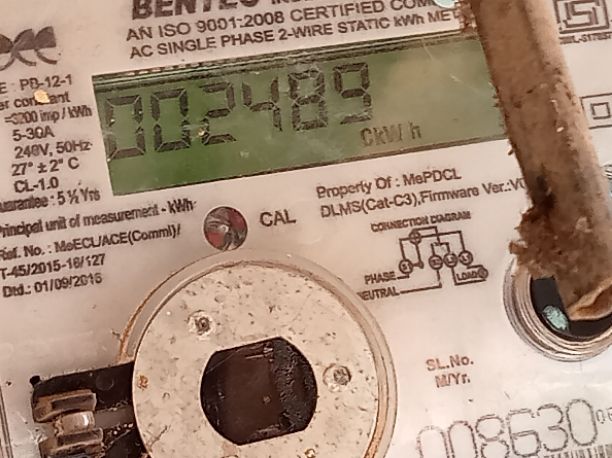 AN ISO 9001:2008 CERTIFIED
AC SINGLE PHASE 2-WIRE STATIC kWh
PD-12-1
=3200 imp / kWh
5-30A
240V, 50Hz
27° ± 2° C
CL-1.0
5 ½ Yrs
002489
CkWh
Principal unit of measurement - kWh
Ref. No. : MeECL/ACE(Comml)/
T-45/2015-16/127
Dtd.: 01/09/2016
CAL
Property Of : MePDCL
DLMS(Cat-C3),Firmware Ver.:
CONNECTION DIAGRAM
PHASE
NEUTRAL
LOAD
SL.No.
M/Yr.
008630